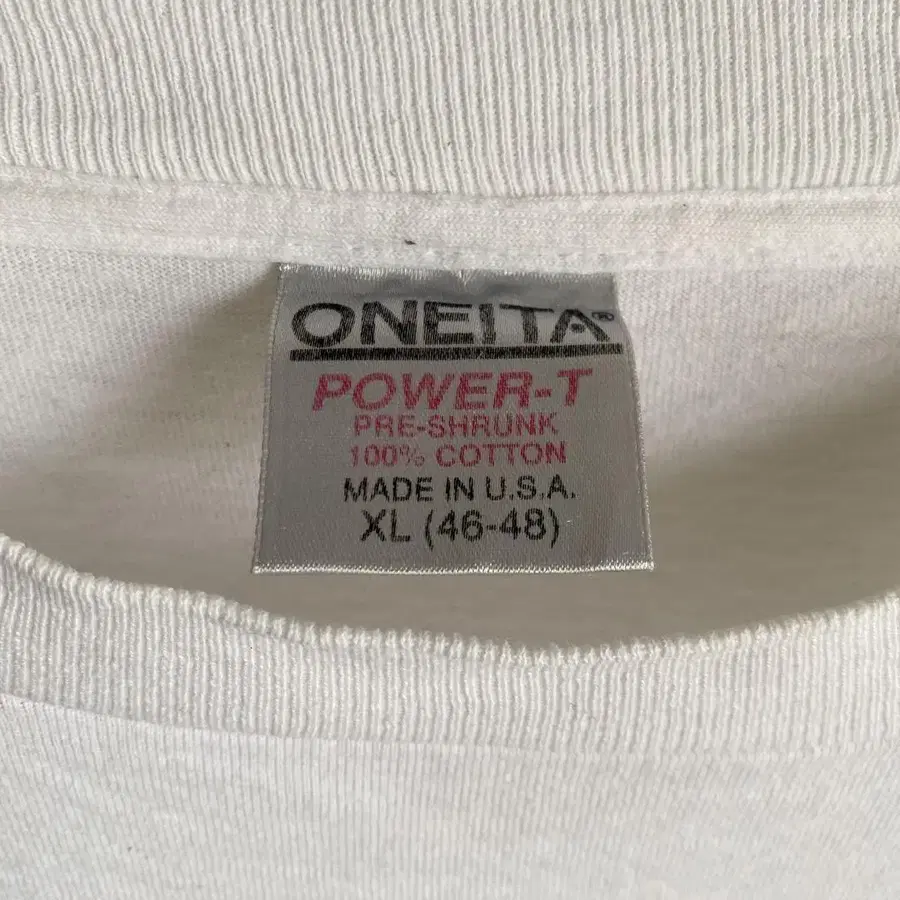 ONEITA®
POWER-T
PRE-SHRUNK
100% COTTON
MADE IN U.S.A.
XL (46-48)